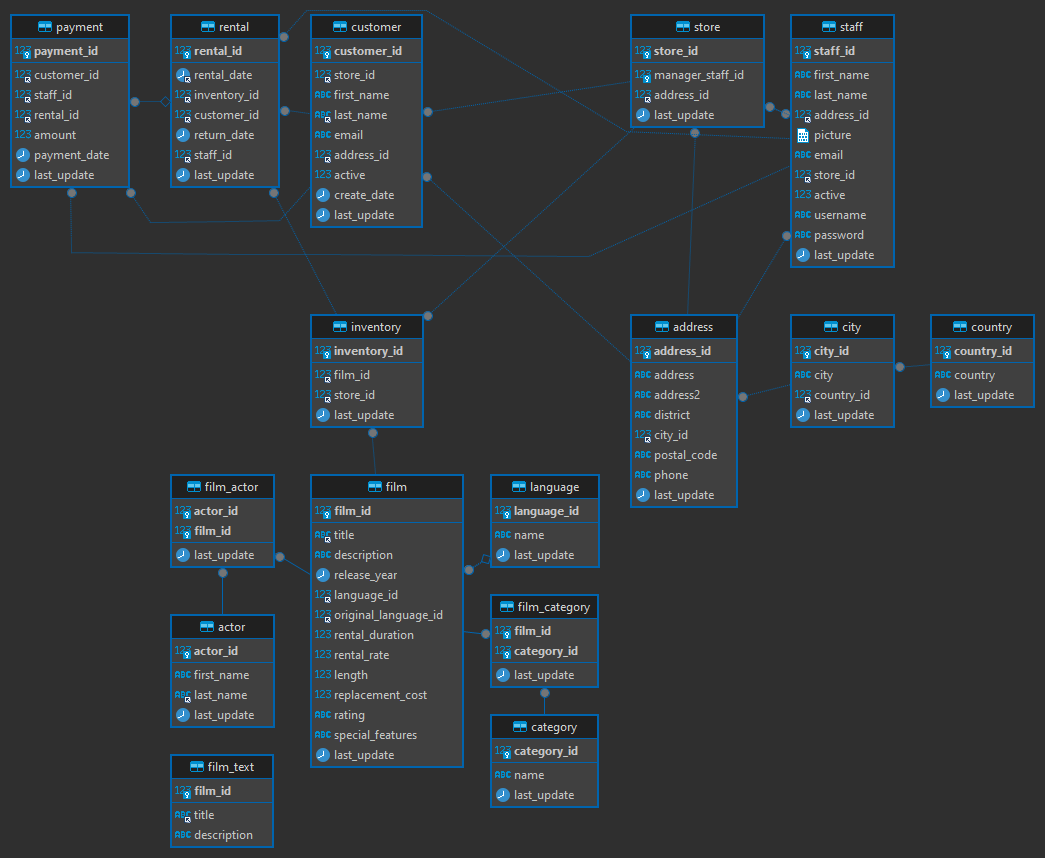 payment
payment_id
customer_id
staff_id
rental_id
amount
payment_date
last_update
rental
rental_id
rental_date
inventory_id
customer_id
return_date
staff_id
last_update
customer
customer_id
store_id
first_name
last_name
email
address_id
active
create_date
last_update
store
store_id
manager_staff_id
address_id
last_update
staff
staff_id
first_name
last_name
address_id
picture
email
store_id
active
username
password
last_update
inventory
inventory_id
film_id
store_id
last_update
address
address_id
address
address2
district
city_id
postal_code
phone
last_update
city
city_id
city
country_id
last_update
country
country_id
country
last_update
film_actor
actor_id
film_id
last_update
film
film_id
title
description
release_year
language_id
original_language_id
rental_duration
rental_rate
length
replacement_cost
rating
special_features
last_update
language
language_id
name
last_update
film_category
film_id
category_id
last_update
actor
actor_id
first_name
last_name
last_update
category
category_id
name
last_update
film_text
film_id
title
description